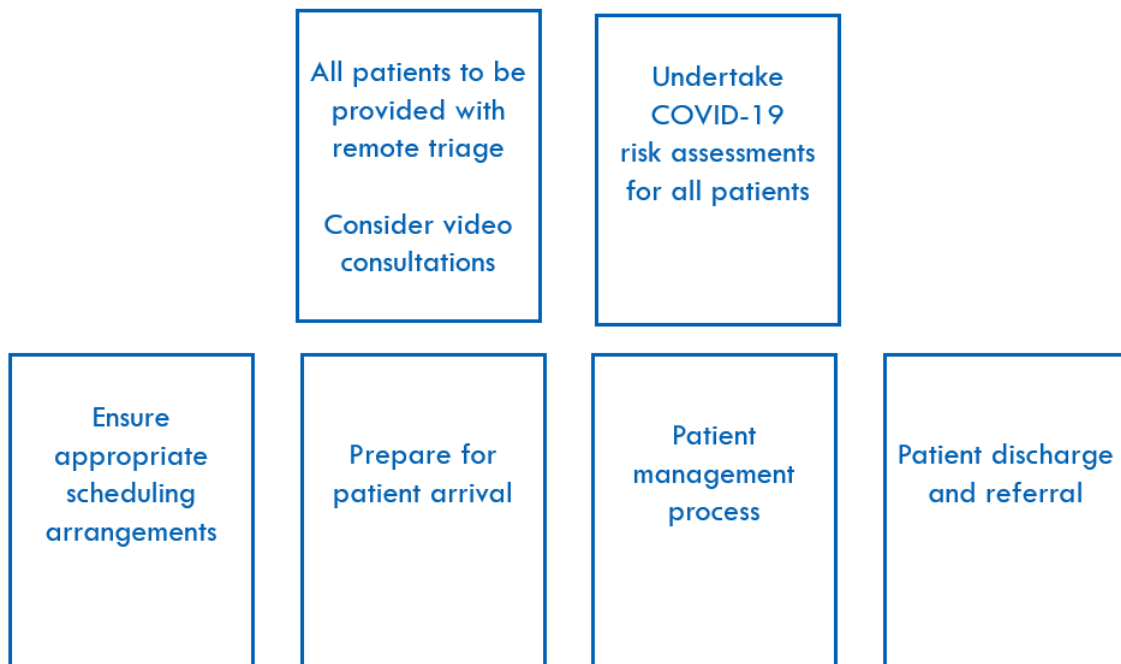 All patients to be
provided with
remote triage
Consider video
consultations
Undertake
COVID-19
risk assessments
for all patients
Ensure
appropriate
scheduling
arrangements
Prepare for
patient arrival
Patient
management
process
Patient discharge
and referral